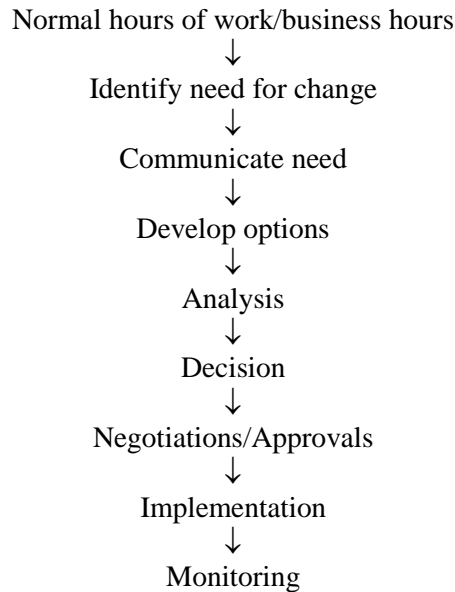 Normal hours of work/business hours
↓
Identify need for change
↓
Communicate need
↓
Develop options
↓
Analysis
↓
Decision
↓
Negotiations/Approvals
↓
Implementation
↓
Monitoring